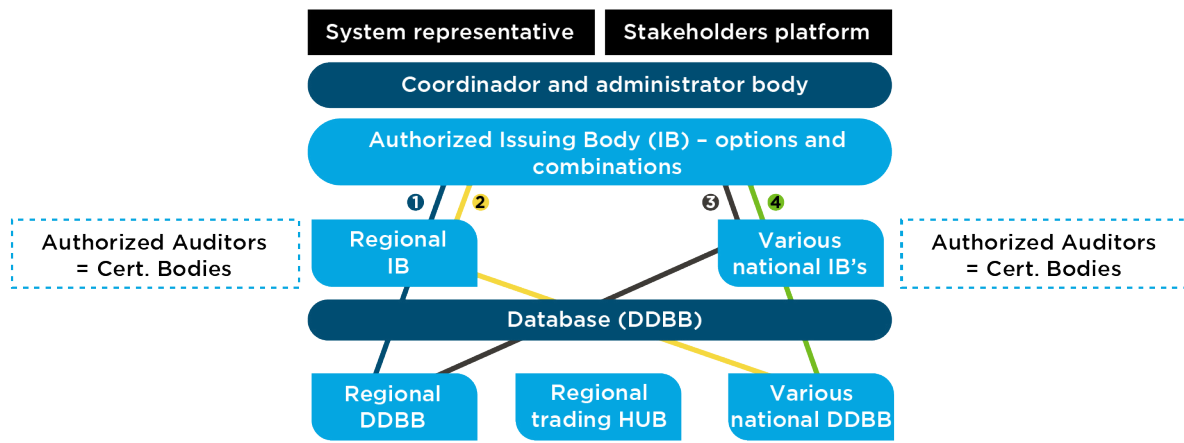 System representative
Stakeholders platform
Coordinador and administrator body
Authorized Issuing Body (IB) – options and
combinations
1
2
3
4
Authorized Auditors
= Cert. Bodies
Regional
IB
Various
national IB's
Authorized Auditors
= Cert. Bodies
Database (DDBB)
Regional
DDBB
Regional
trading HUB
Various
national DDBB